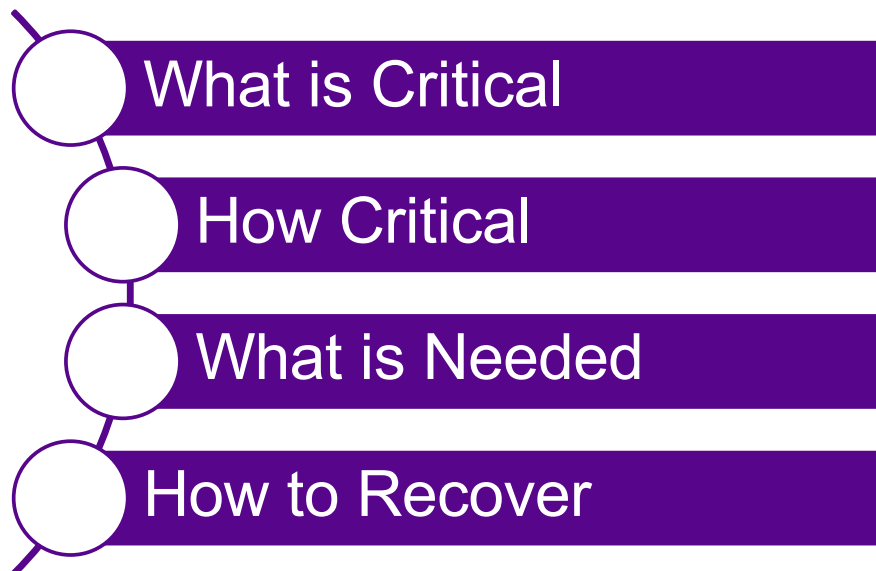 What is Critical
How Critical
What is Needed
How to Recover